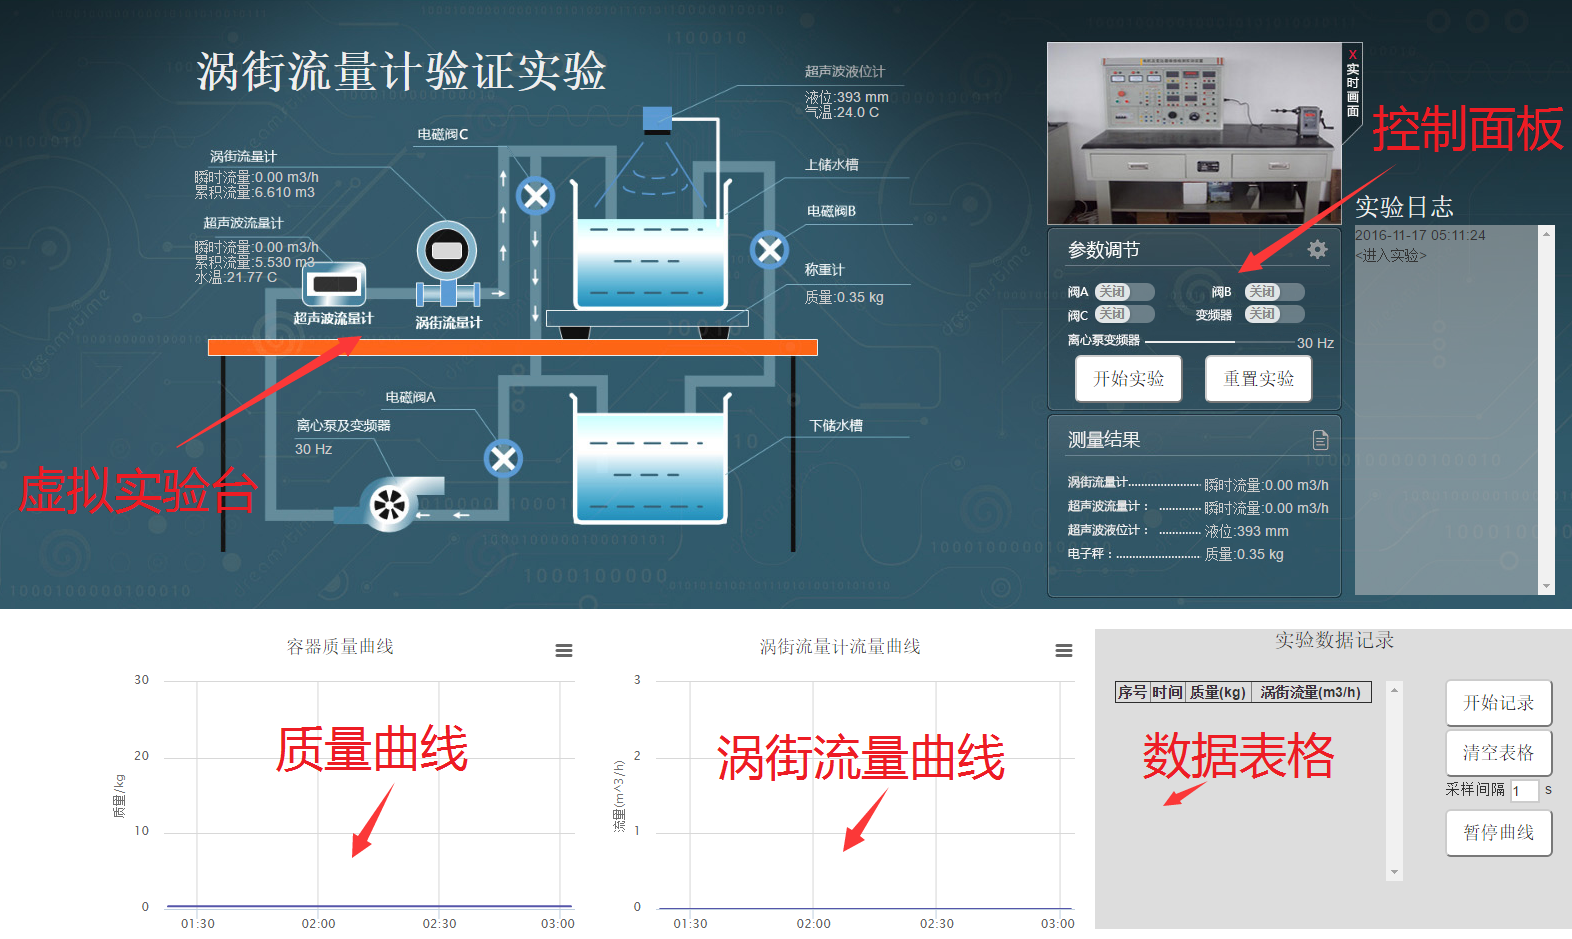 涡街流量计验证实验
超声波液位计
液位:393 mm
气温:24.0 C
电磁阀C
涡街流量计
瞬时流量:0.00 m3/h
累积流量:6.610 m3
超声波流量计
瞬时流量:0.00 m3/h
累积流量:5.530 m3
水温:21.77 C
上储水槽
电磁阀B
称重计
质量:0.35 kg
超声波流量计
涡街流量计
电磁阀A
离心泵及变频器
30 Hz
下储水槽
虚拟实验台
X
实时画面
控制面板
参数调节
阀A 关闭 阀B 关闭
阀C 关闭 变频器 关闭
离心泵变频器 30 Hz
开始实验 重置实验
测量结果
涡街流量计........................ 瞬时流量:0.00 m3/h
超声波流量计： ............ 瞬时流量:0.00 m3/h
超声波液位计： ............ 液位:393 mm
电子秤：......................... 质量:0.35 kg
实验日志
2016-11-17 05:11:24
<进入实验>
容器质量曲线
质量/kg
30
20
10
0
01:30 02:00 02:30 03:00
质量曲线
涡街流量计流量曲线
流量(m^3/h)
3
2
1
0
01:30 02:00 02:30 03:00
涡街流量曲线
实验数据记录
序号 时间 质量(kg) 涡街流量(m3/h)
数据表格
开始记录
清空表格
采样间隔 1 s
暂停曲线